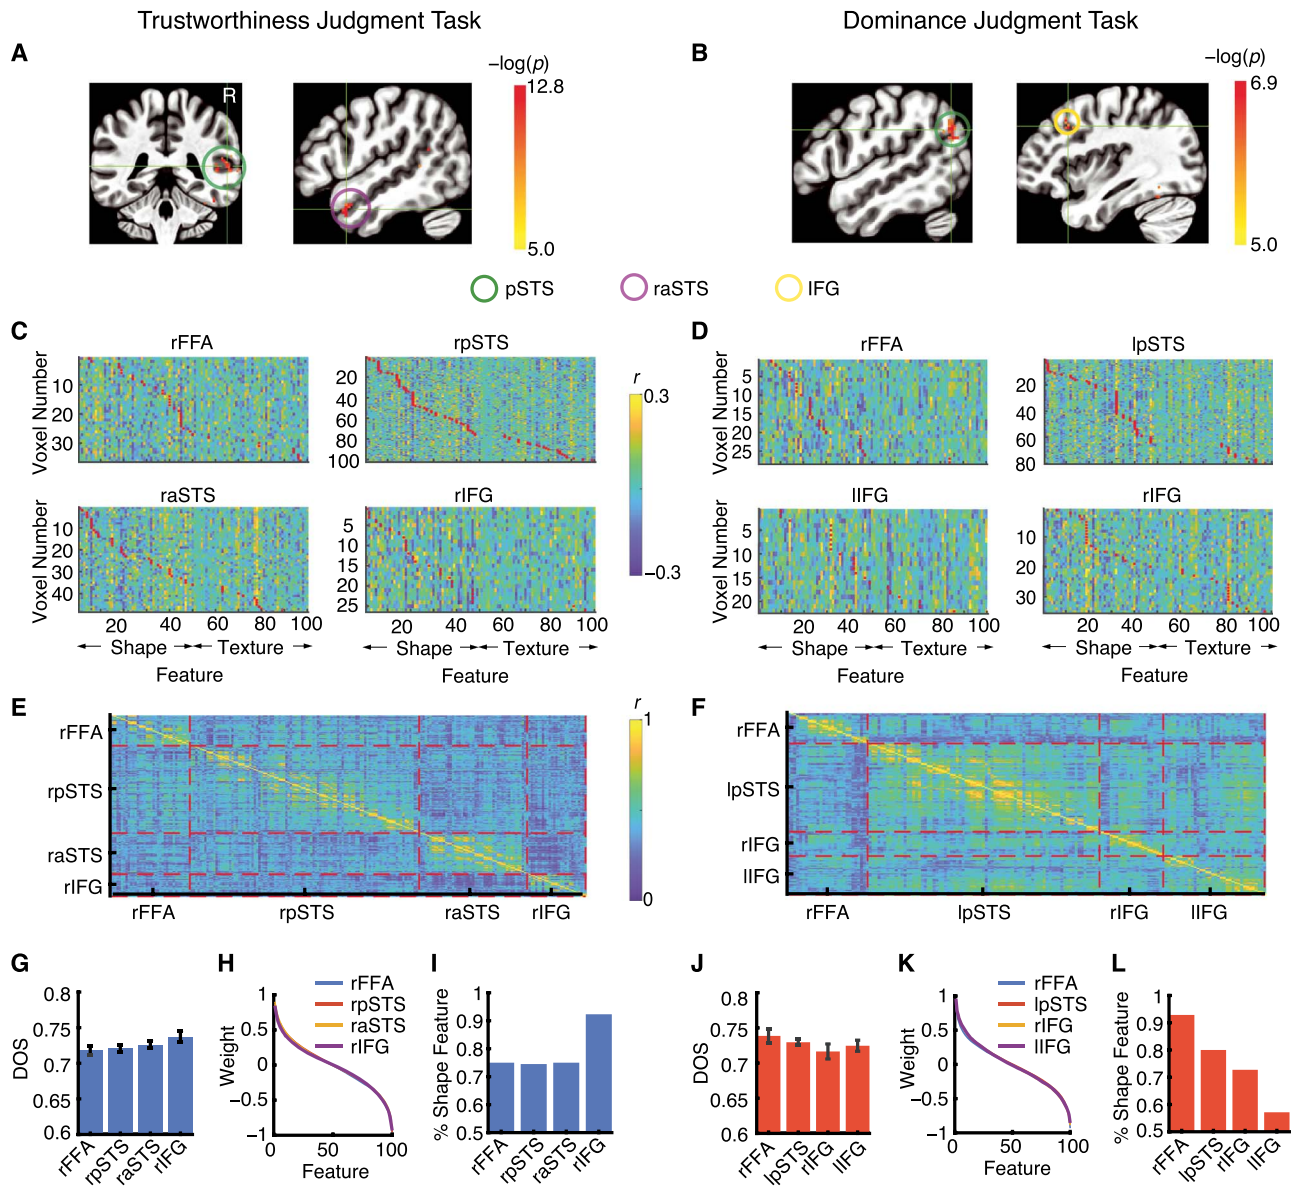 Trustworthiness Judgment Task
Dominance Judgment Task
A
R
−log(p)
12.8
5.0
B
−log(p)
6.9
5.0
pSTS
raSTS
IFG
C
rFFA
Voxel Number
10
20
30
rpSTS
20
40
60
80
100
r
0.3
−0.3
raSTS
Voxel Number
10
20
30
40
20 40 60 80 100
Shape Texture
Feature
rIFG
5
10
15
20
25
20 40 60 80 100
Shape Texture
Feature
D
rFFA
Voxel Number
5
10
15
20
25
lpSTS
20
40
60
80
lIFG
Voxel Number
5
10
15
20
20 40 60 80 100
Shape Texture
Feature
rIFG
10
20
30
20 40 60 80 100
Shape Texture
Feature
E
rFFA
rpSTS
raSTS
rIFG
rFFA rpSTS raSTS rIFG
r
1
0
F
rFFA
lpSTS
rIFG
lIFG
rFFA lpSTS rIFG lIFG
G
DOS
0.8
0.75
0.7
0.65
0.6
rFFA rpSTS raSTS rIFG
H
rFFA
rpSTS
raSTS
rIFG
Weight
1
0.5
0
−0.5
−1
0 50 100
Feature
I
% Shape Feature
1
0.9
0.8
0.7
0.6
0.5
rFFA rpSTS raSTS rIFG
J
DOS
0.8
0.75
0.7
0.65
0.6
rFFA lpSTS rIFG lIFG
K
rFFA
lpSTS
rIFG
lIFG
Weight
1
0.5
0
−0.5
−1
0 50 100
Feature
L
% Shape Feature
1
0.9
0.8
0.7
0.6
0.5
rFFA lpSTS rIFG lIFG